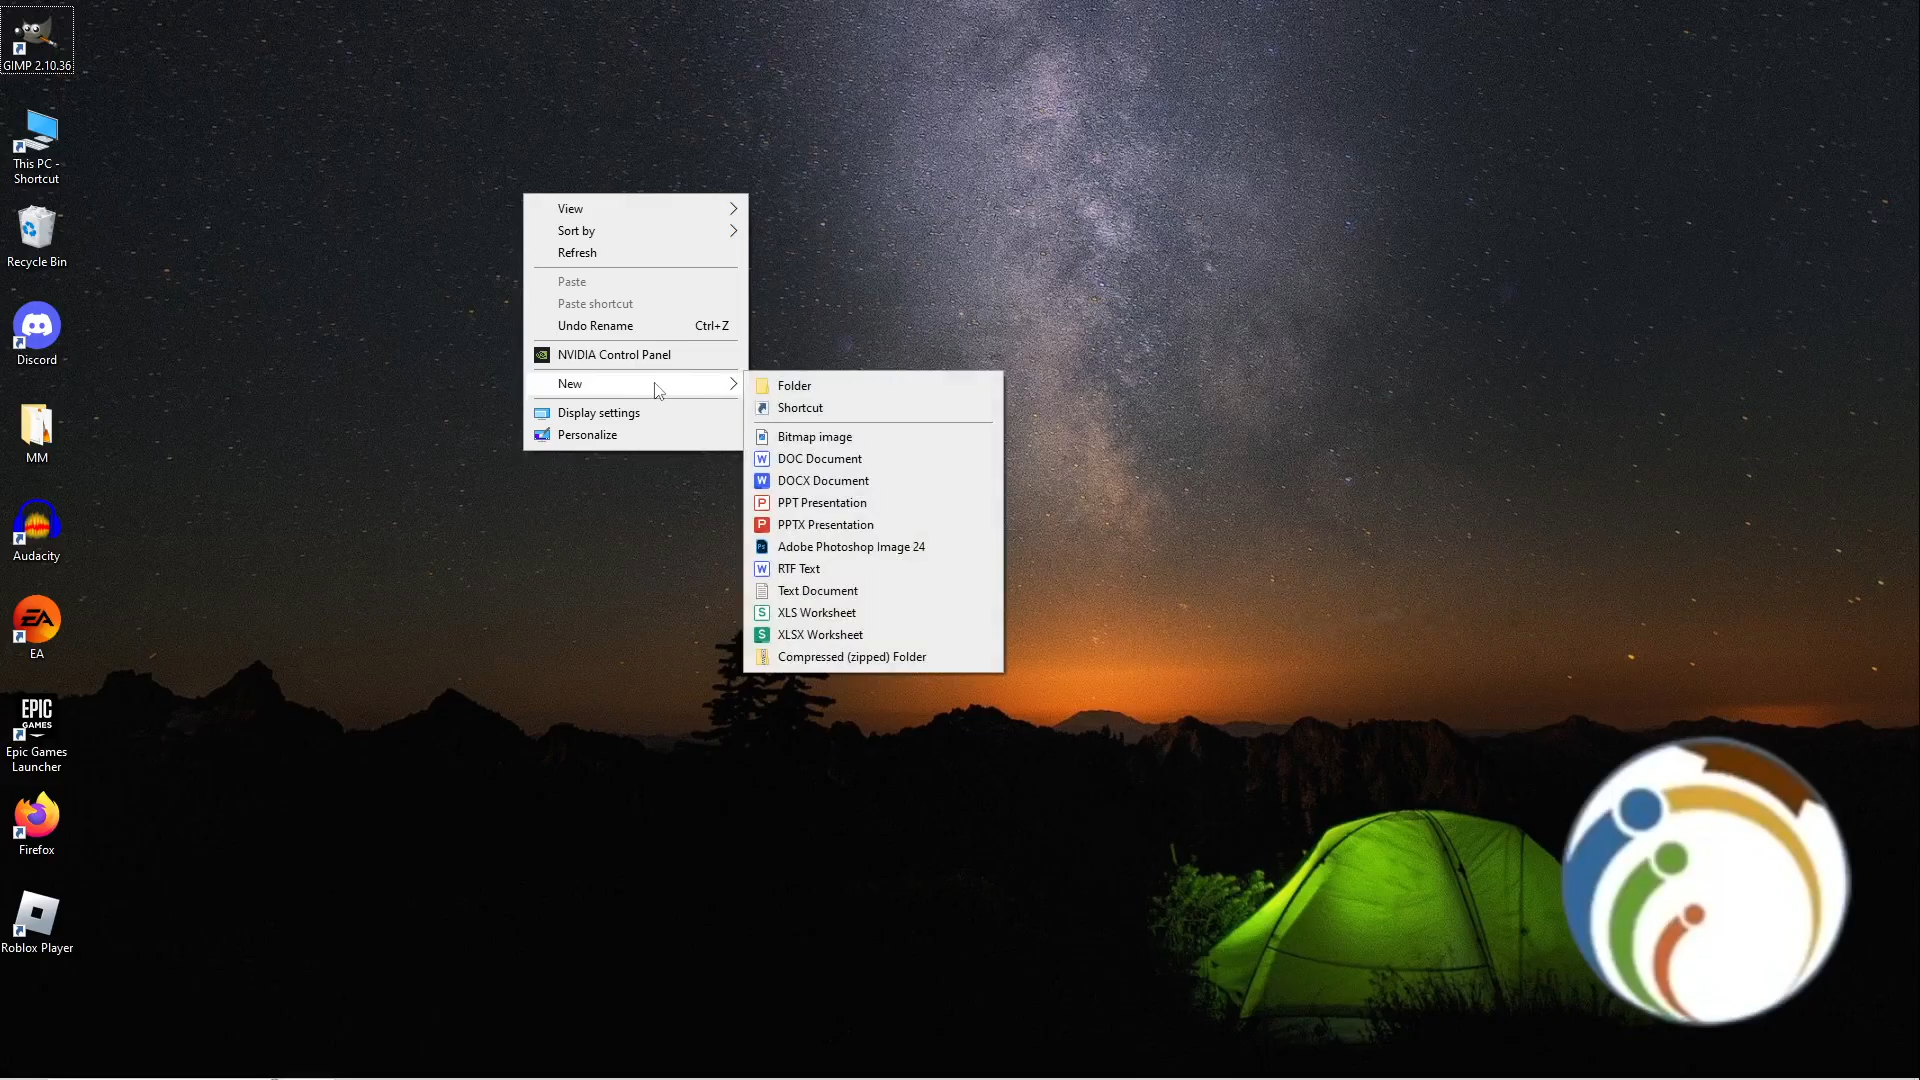 GIMP 2.10.36
This PC -
Shortcut
Recycle Bin
Discord
MM
Audacity
EA
EA
EPIC
GAMES
Epic Games
Launcher
Firefox
Roblox Player
View
Sort by
Refresh
Paste
Paste shortcut
Undo Rename Ctrl+Z
NVIDIA Control Panel
New
Display settings
Personalize
Folder
Shortcut
Bitmap image
W DOC Document
W DOCX Document
P PPT Presentation
P PPTX Presentation
Ps Adobe Photoshop Image 24
W RTF Text
Text Document
S XLS Worksheet
S XLSX Worksheet
Compressed (zipped) Folder